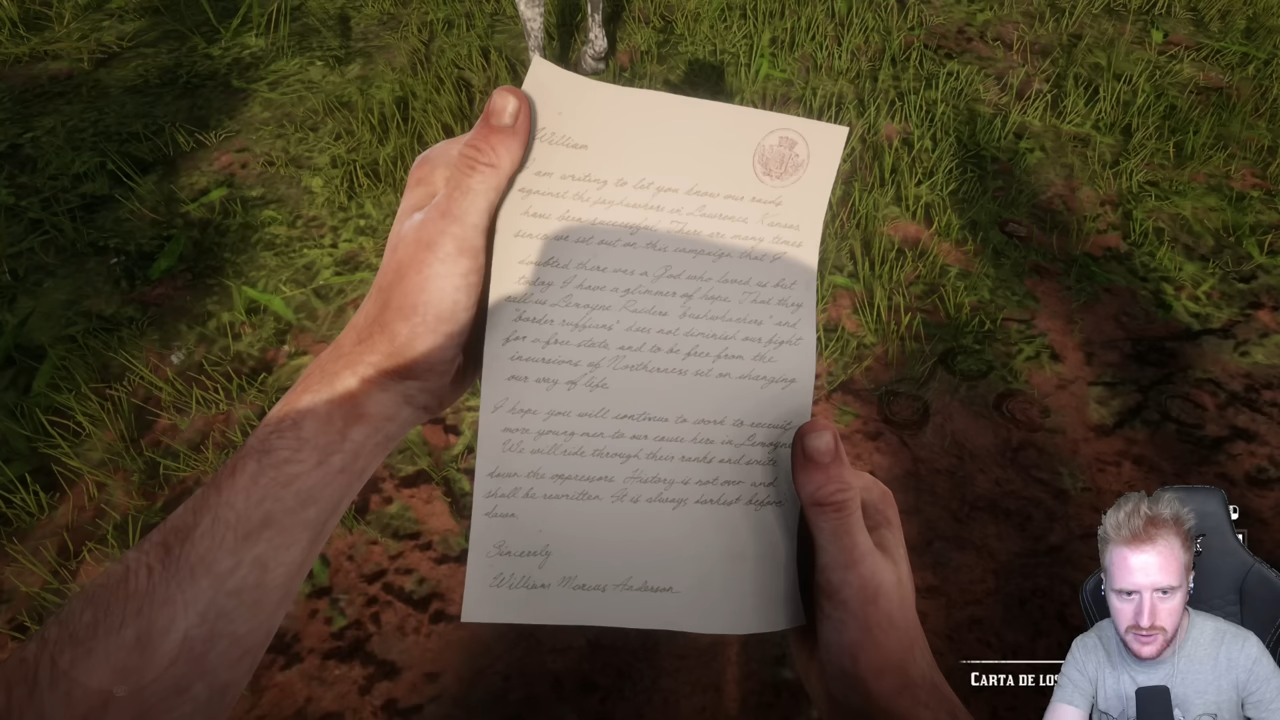 William
I am writing to let you know our raids
against the Jayhawkers in Lawrence, Kansas
have been successful. There are many times
since we set out on this campaign that I
doubted there was a God who loved us but
today I have a glimmer of hope. That they
call us Lemoyne Raiders "bushwhackers" and
"border ruffians" does not diminish our fight
for a free state, and to be free from the
incursions of Northerners set on changing
our way of life.
I hope you will continue to work to recruit
more young men to our cause here in Lemoyne
We will ride through their ranks and smite
down the oppressors. History is not over and
shall be rewritten. It is always darkest before
dawn.
Sincerely
William Marcus Anderson
CARTA DE LOS